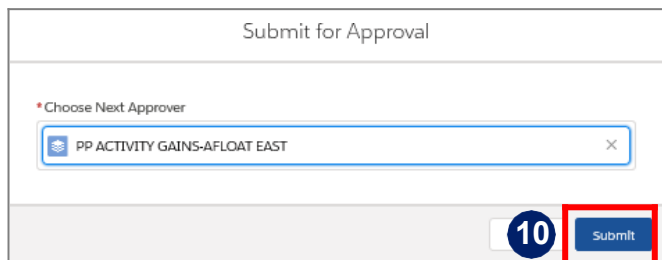 Submit for Approval
*Choose Next Approver
PP ACTIVITY GAINS-AFLOAT EAST
10
Submit